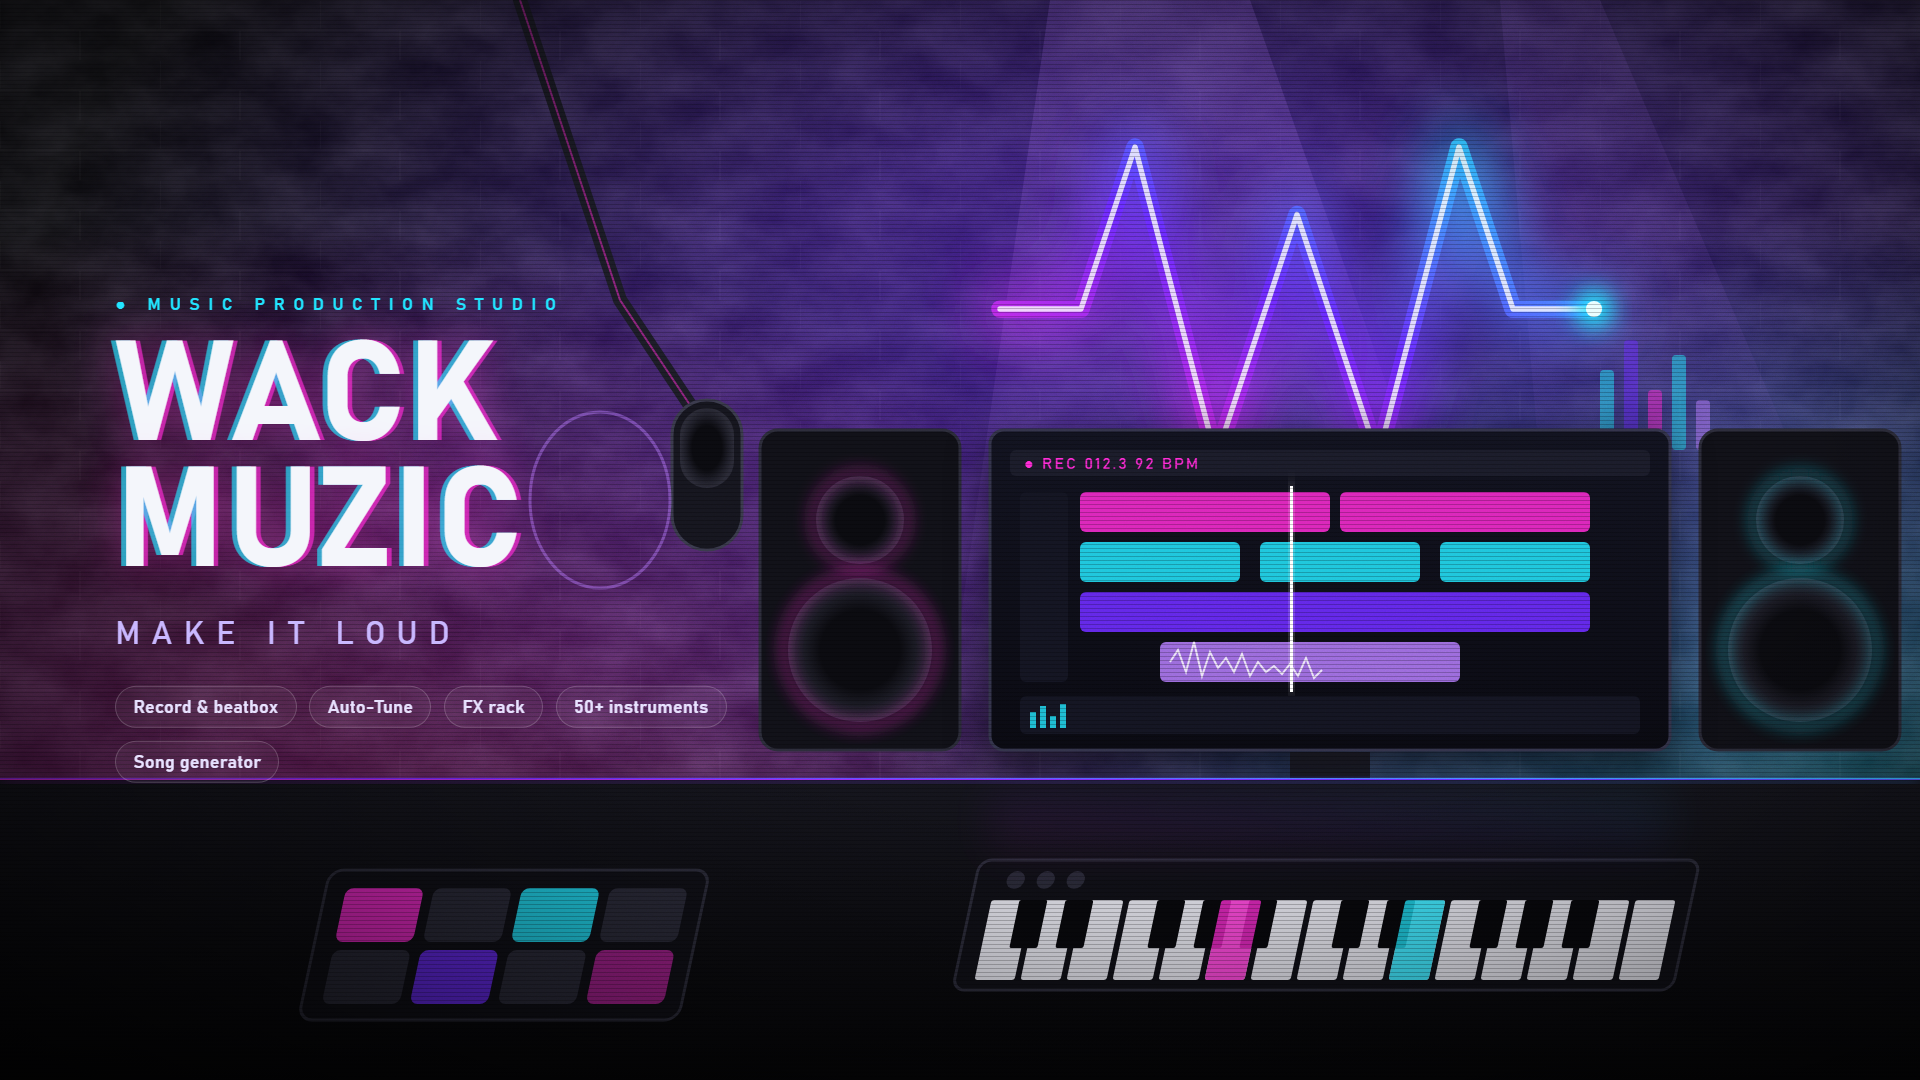 • MUSIC PRODUCTION STUDIO
WACK
MUZIC
MAKE IT LOUD
Record & beatbox
Auto-Tune
FX rack
50+ instruments
Song generator
● REC 012.3 92 BPM